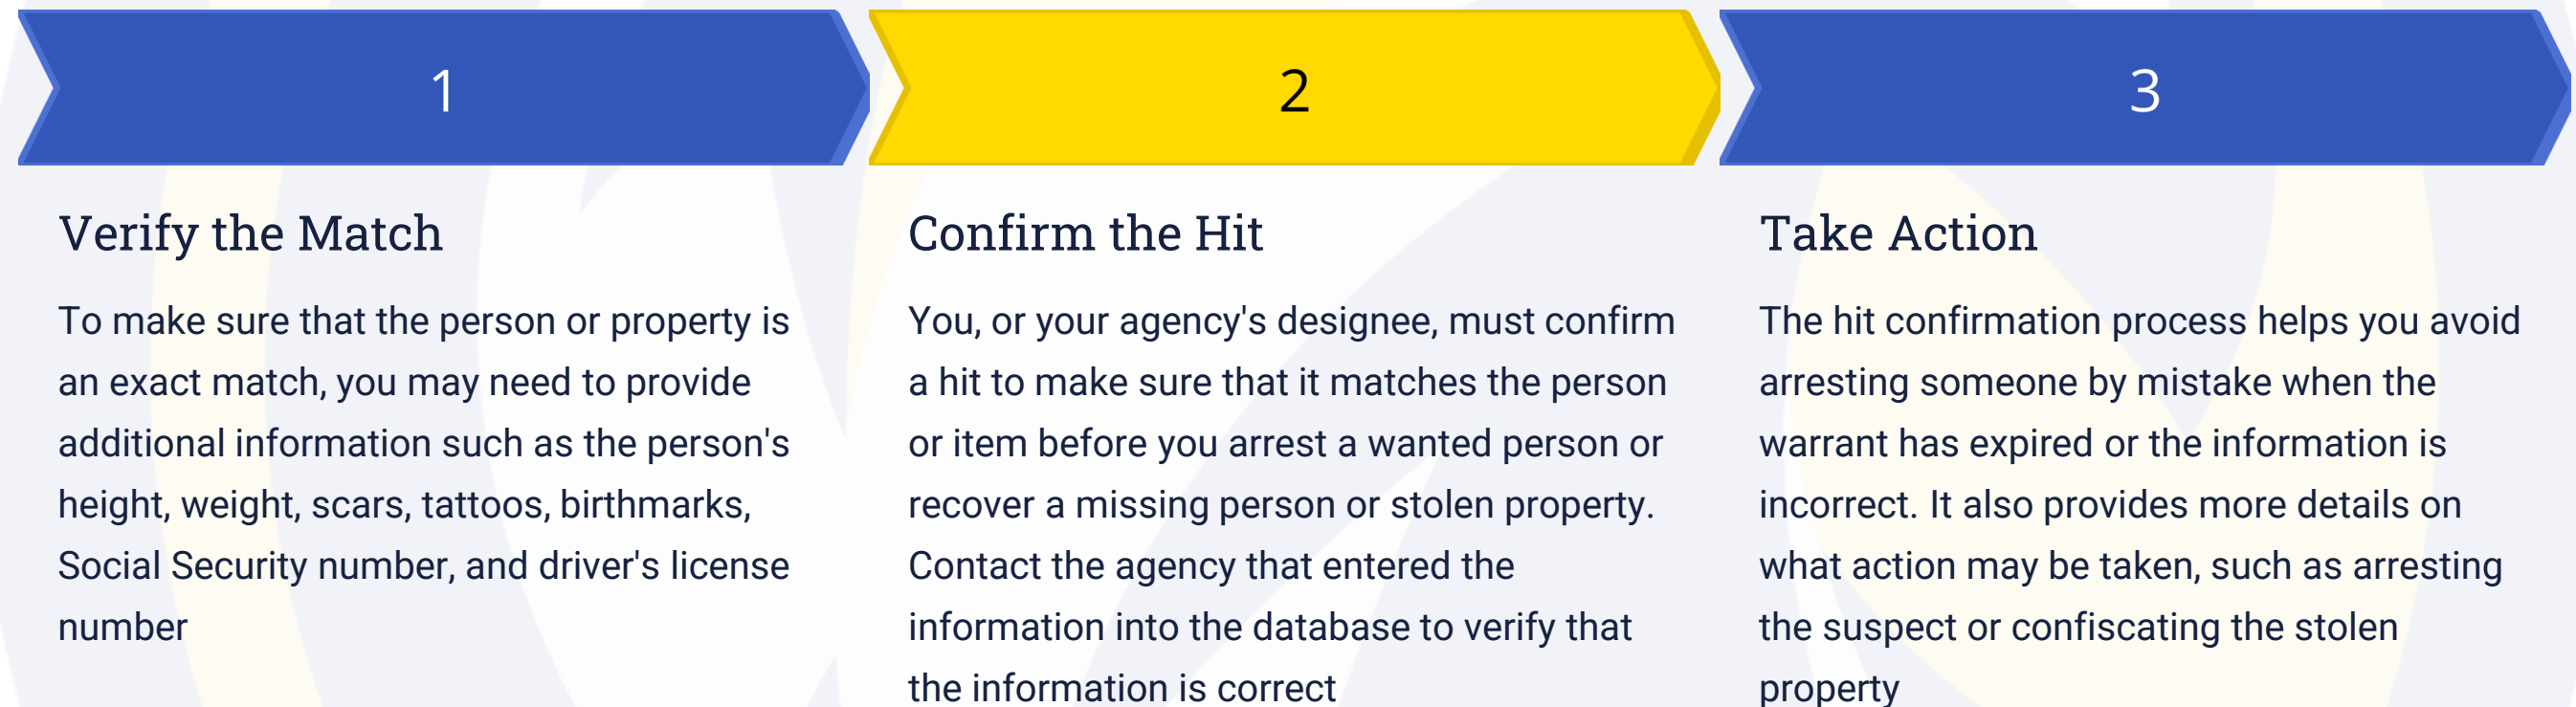 1
Verify the Match
To make sure that the person or property is
an exact match, you may need to provide
additional information such as the person's
height, weight, scars, tattoos, birthmarks,
Social Security number, and driver's license
number
2
Confirm the Hit
You, or your agency's designee, must confirm
a hit to make sure that it matches the person
or item before you arrest a wanted person or
recover a missing person or stolen property.
Contact the agency that entered the
information into the database to verify that
the information is correct
3
Take Action
The hit confirmation process helps you avoid
arresting someone by mistake when the
warrant has expired or the information is
incorrect. It also provides more details on
what action may be taken, such as arresting
the suspect or confiscating the stolen
property